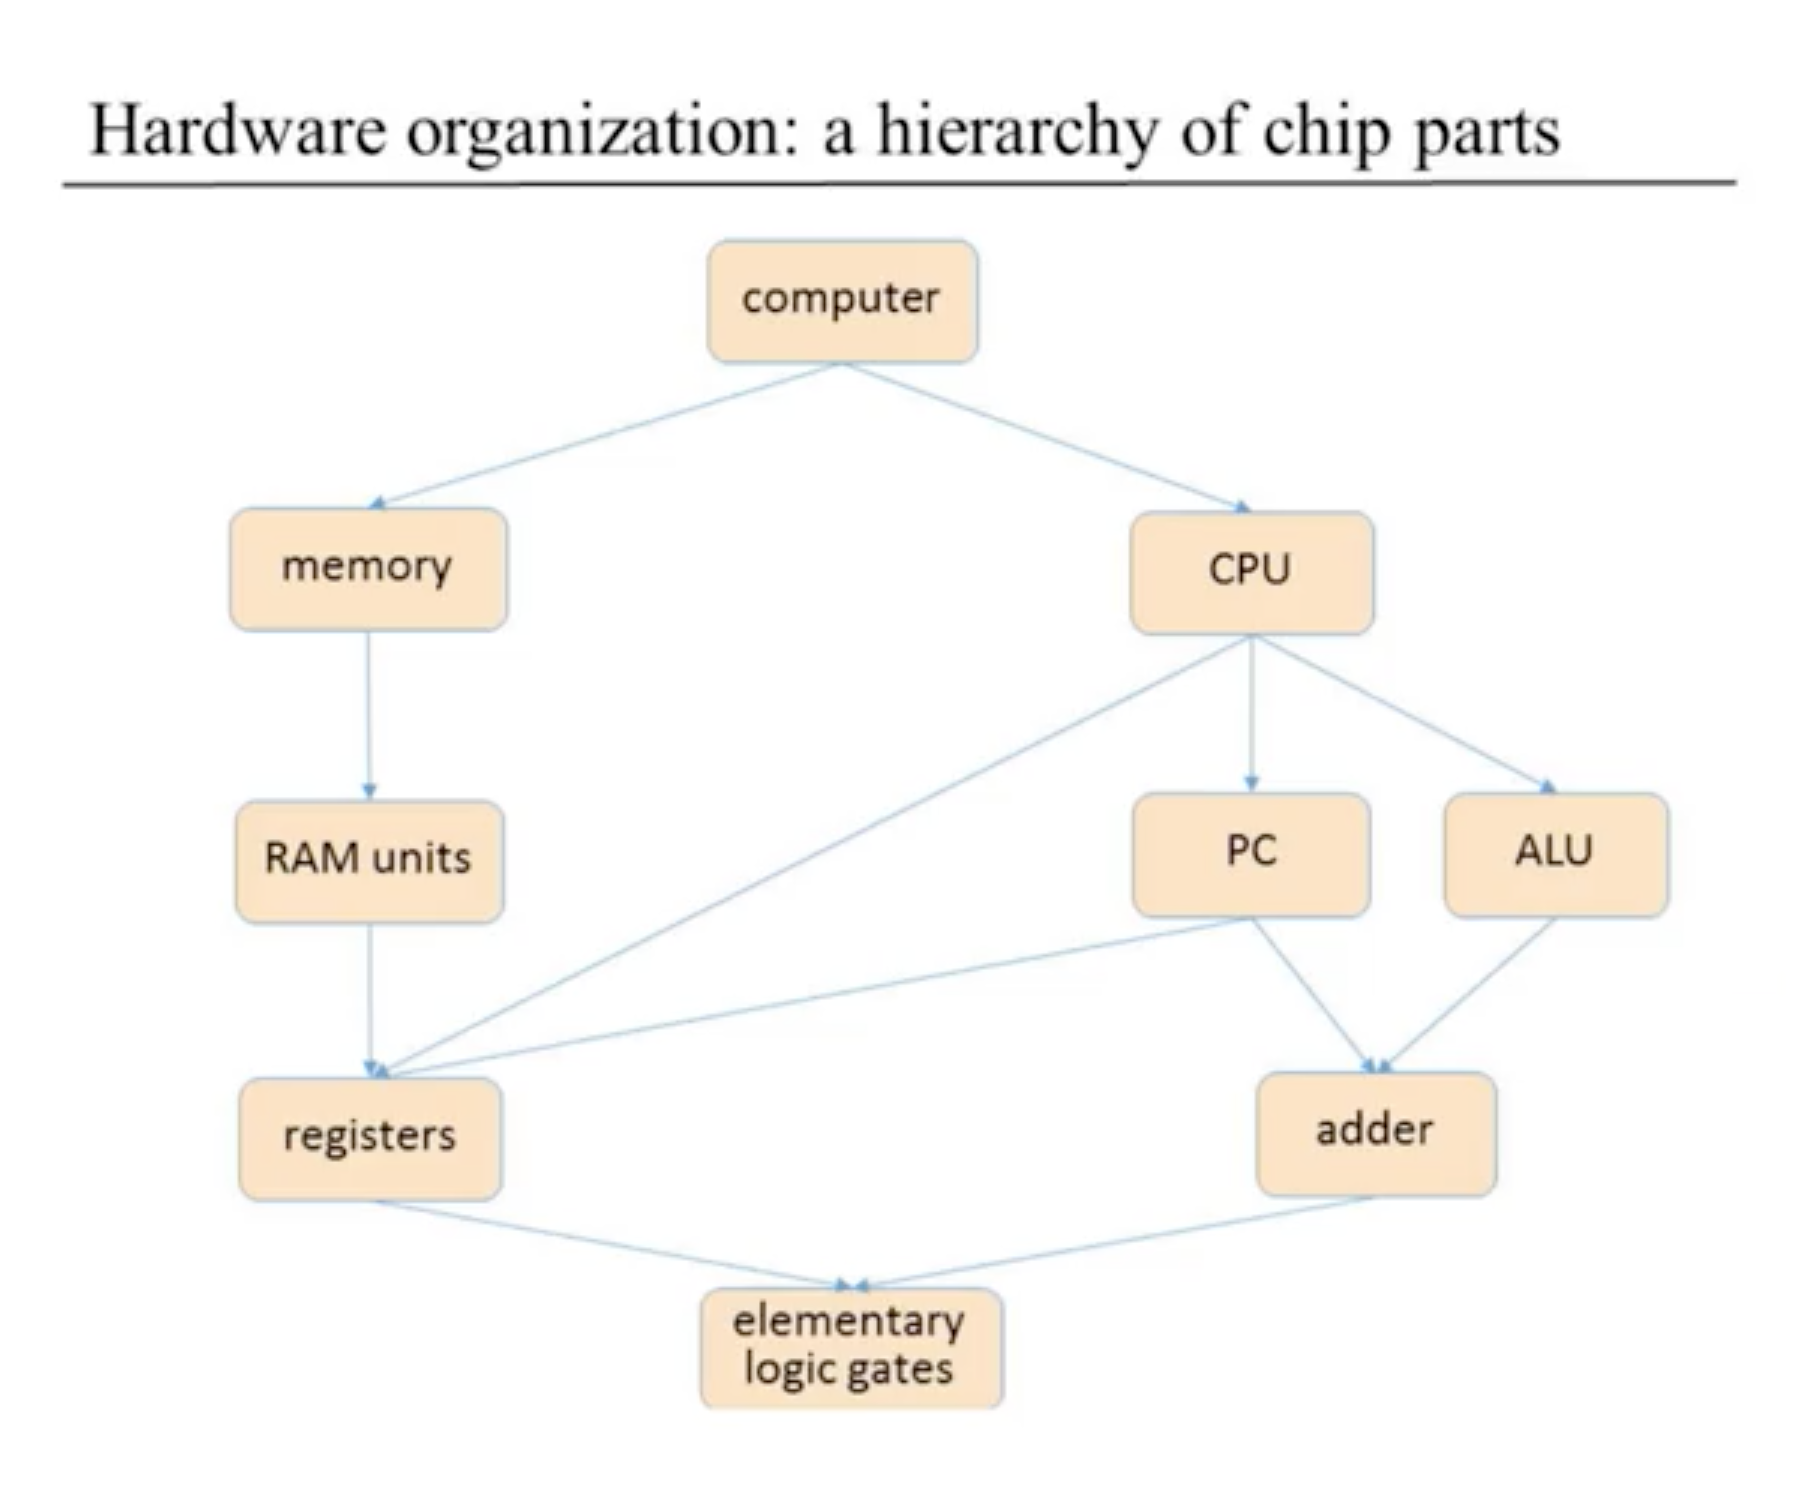 Hardware organization: a hierarchy of chip parts
computer
memory
CPU
RAM units
PC
ALU
registers
adder
elementary
logic gates